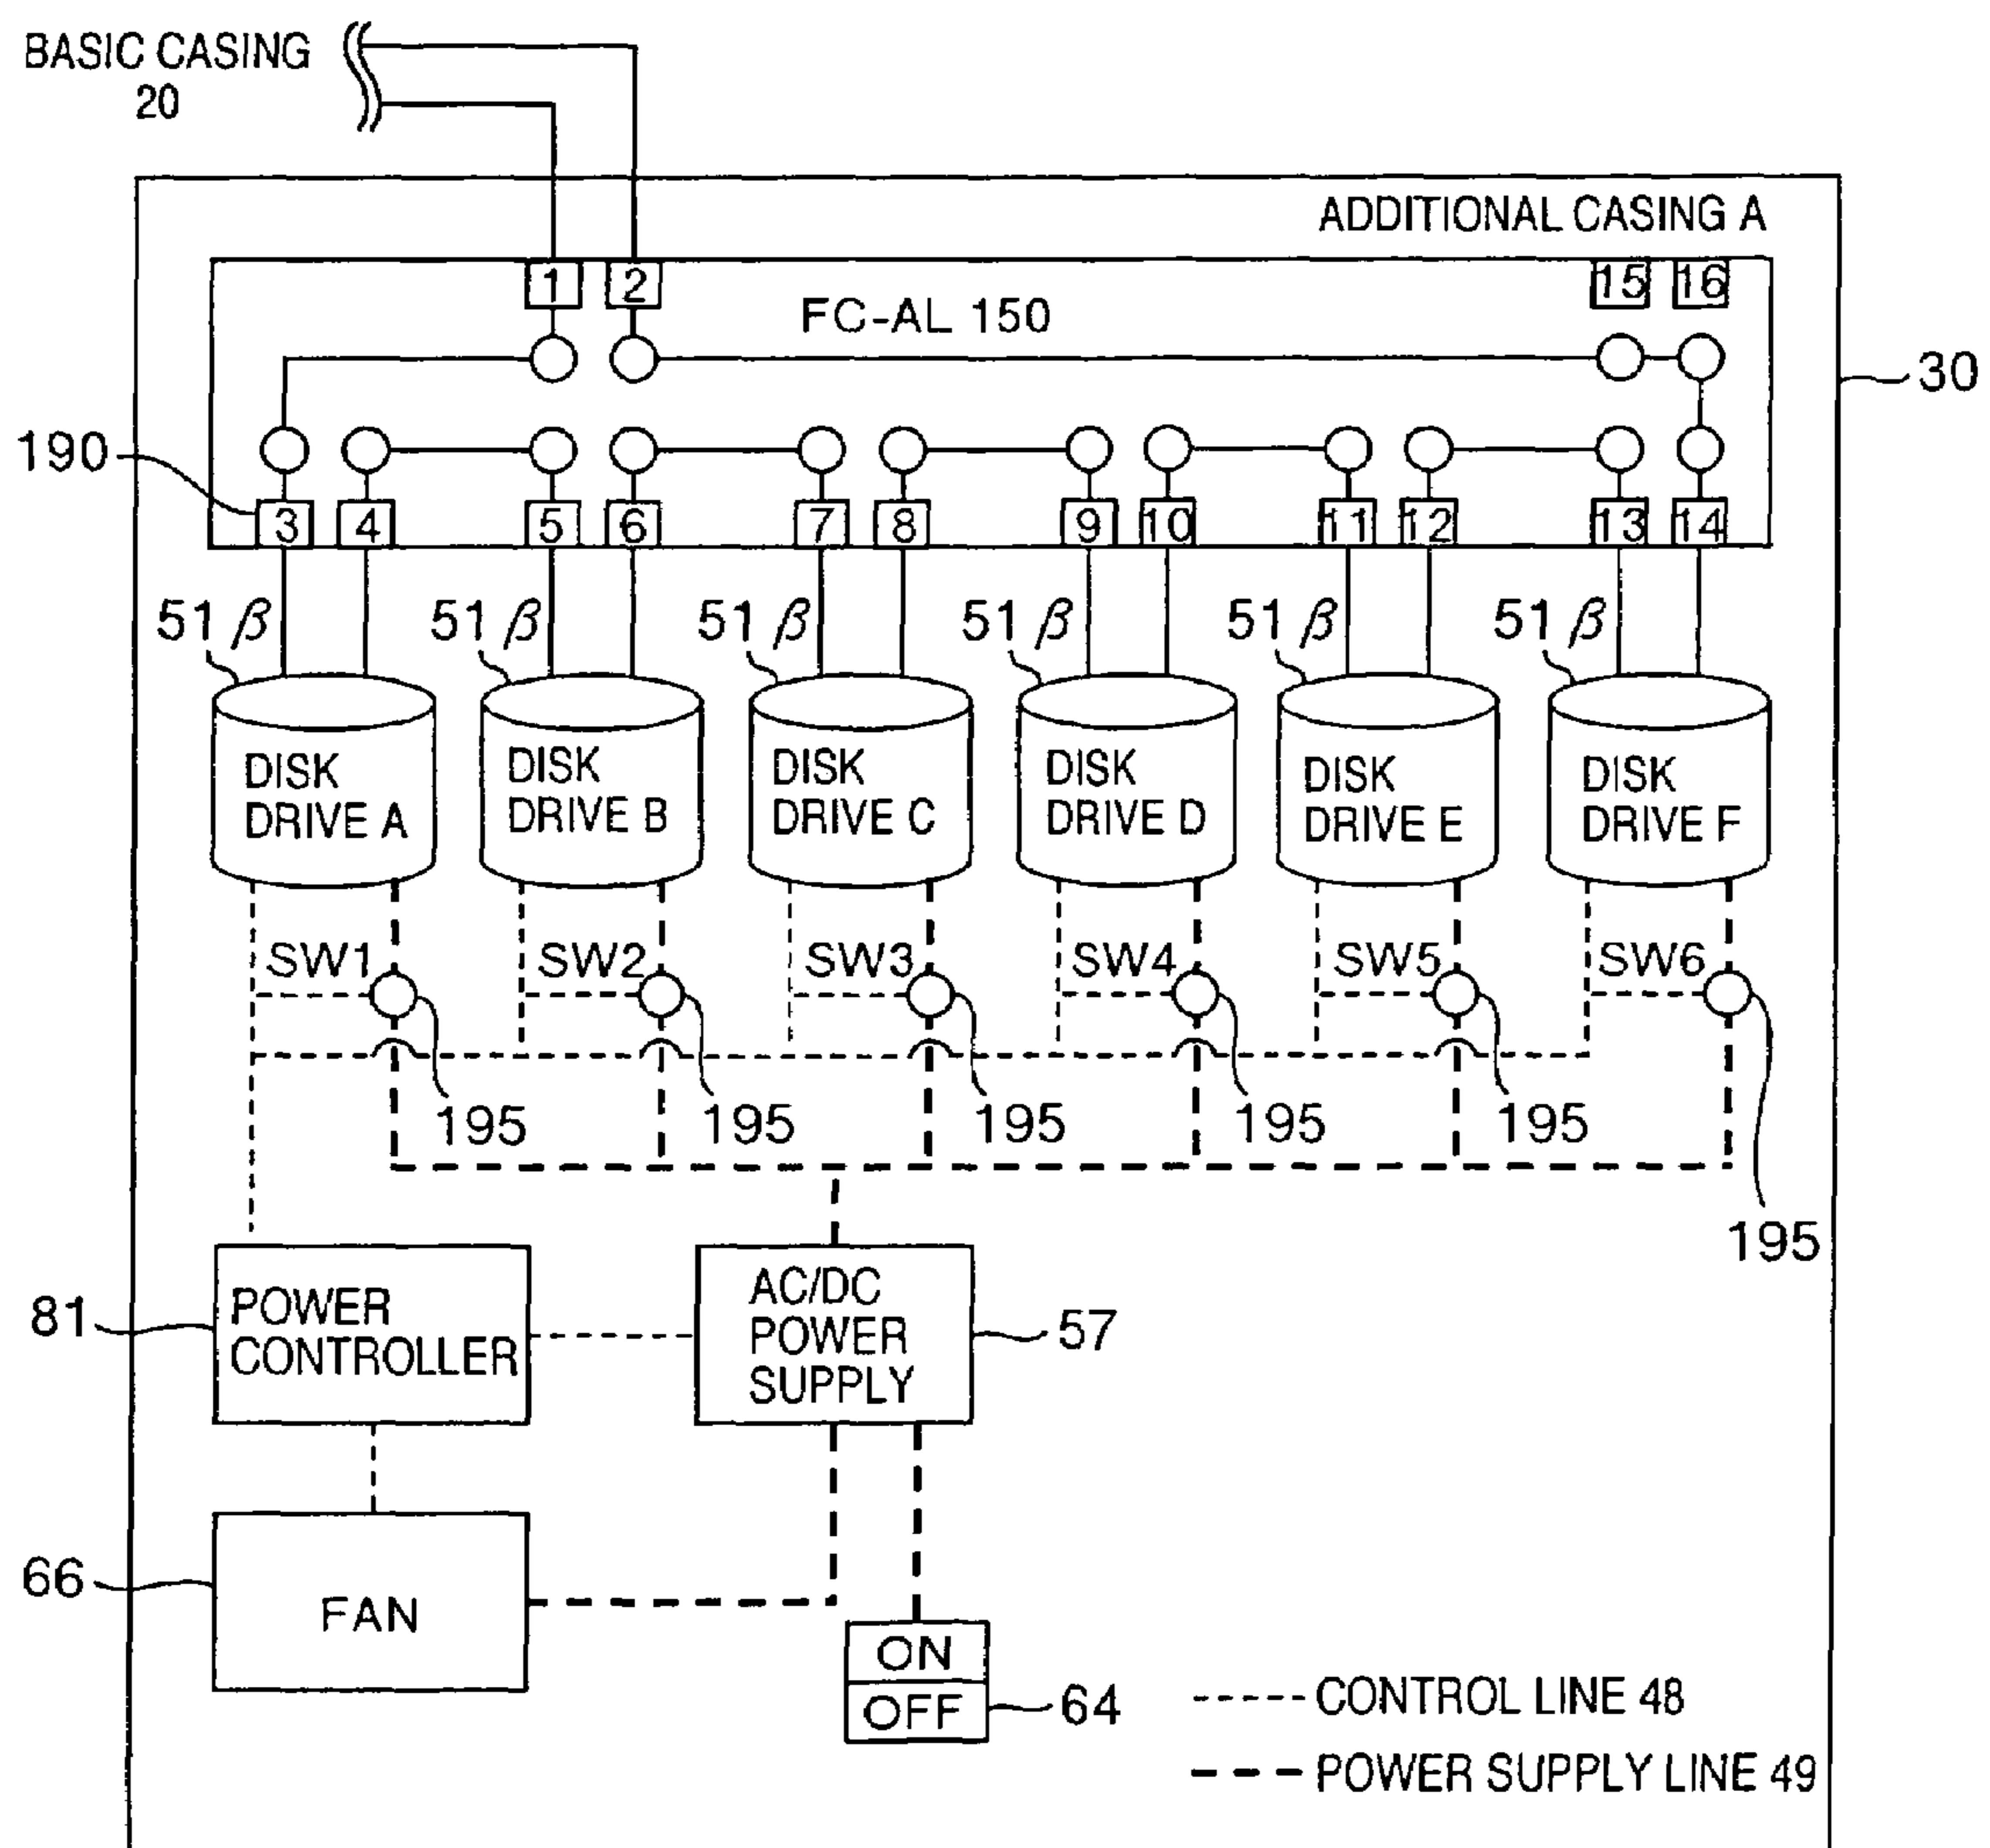 BASIC CASING
20
ADDITIONAL CASING A
1 2 15 16
FC-AL 150
30
190
3 4 5 6 7 8 9 10 11 12 13 14
51β 51β 51β 51β 51β 51β
DISK
DRIVE A
DISK
DRIVE B
DISK
DRIVE C
DISK
DRIVE D
DISK
DRIVE E
DISK
DRIVE F
SW1 SW2 SW3 SW4 SW5 SW6
195 195 195 195 195
195
81
POWER
CONTROLLER
AC/DC
POWER
SUPPLY
57
66
FAN
ON
OFF
64
CONTROL LINE 48
POWER SUPPLY LINE 49